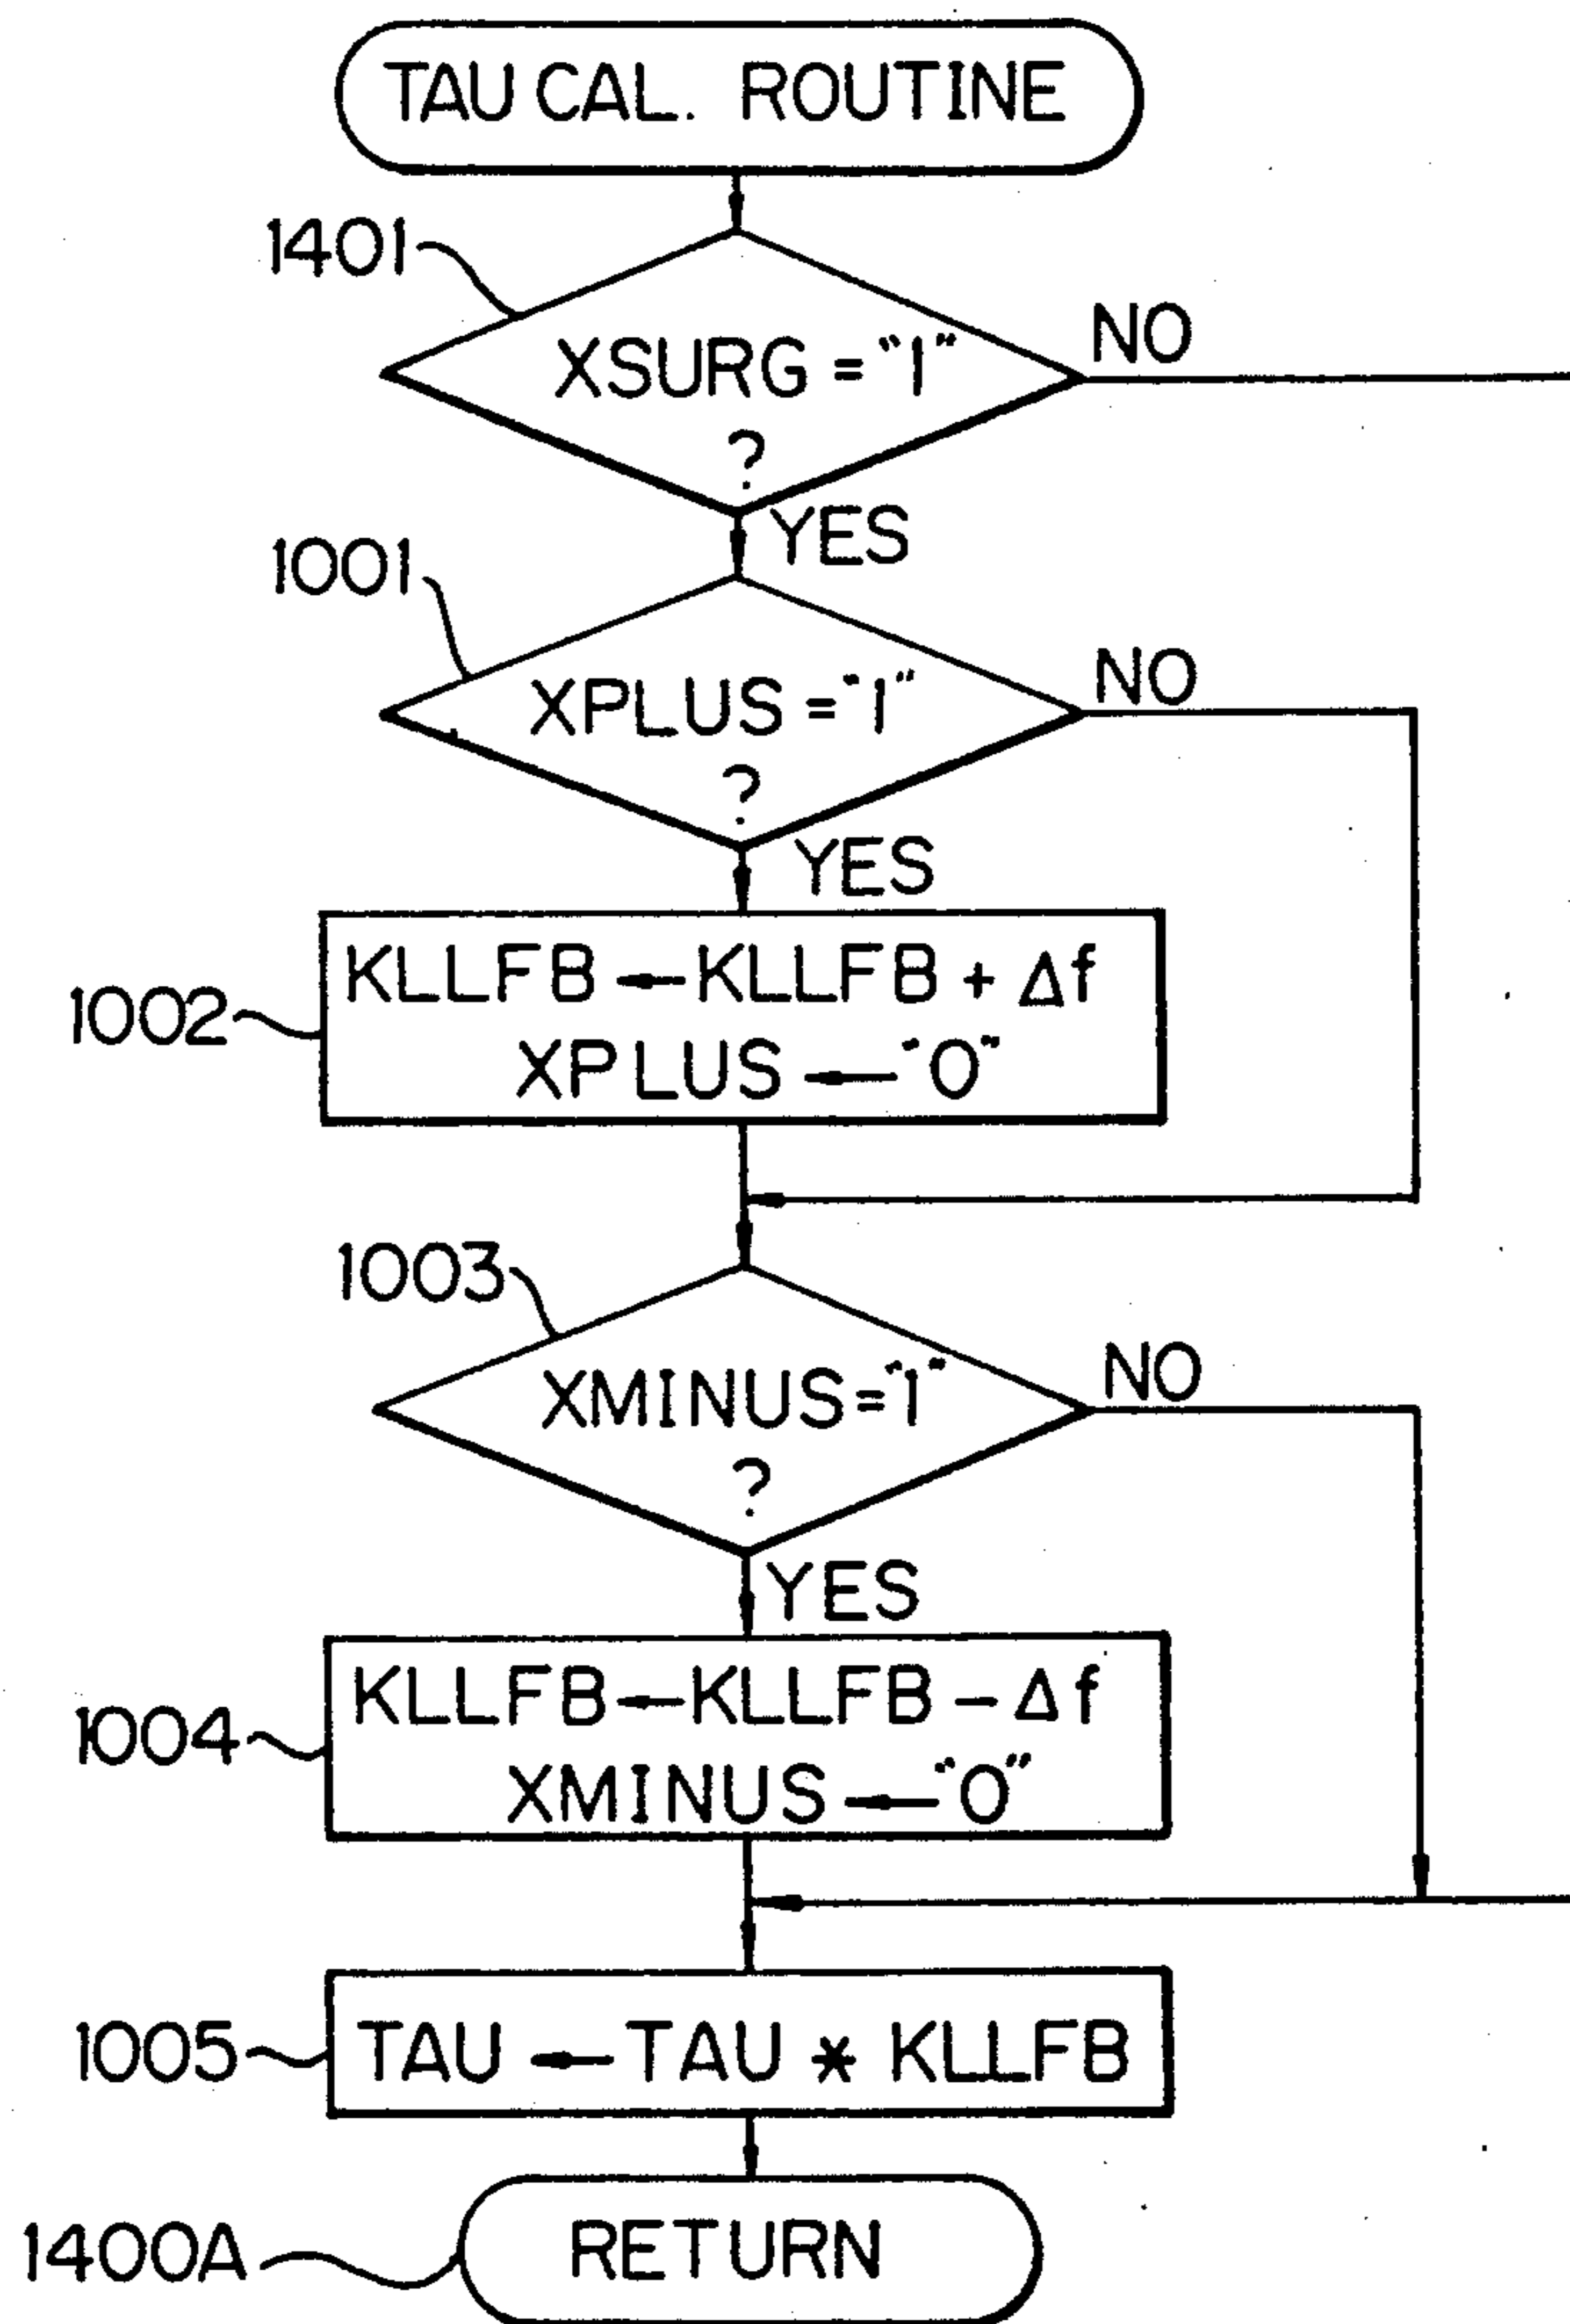 TAU CAL. ROUTINE
1401
XSURG = "1"
?
NO
YES
1001
XPLUS = "1"
?
NO
YES
1002
KLLFB ← KLLFB + Δf
XPLUS ← "0"
1003
XMINUS = "1"
?
NO
YES
1004
KLLFB ← KLLFB - Δf
XMINUS ← "0"
1005
TAU ← TAU * KLLFB
1400A
RETURN